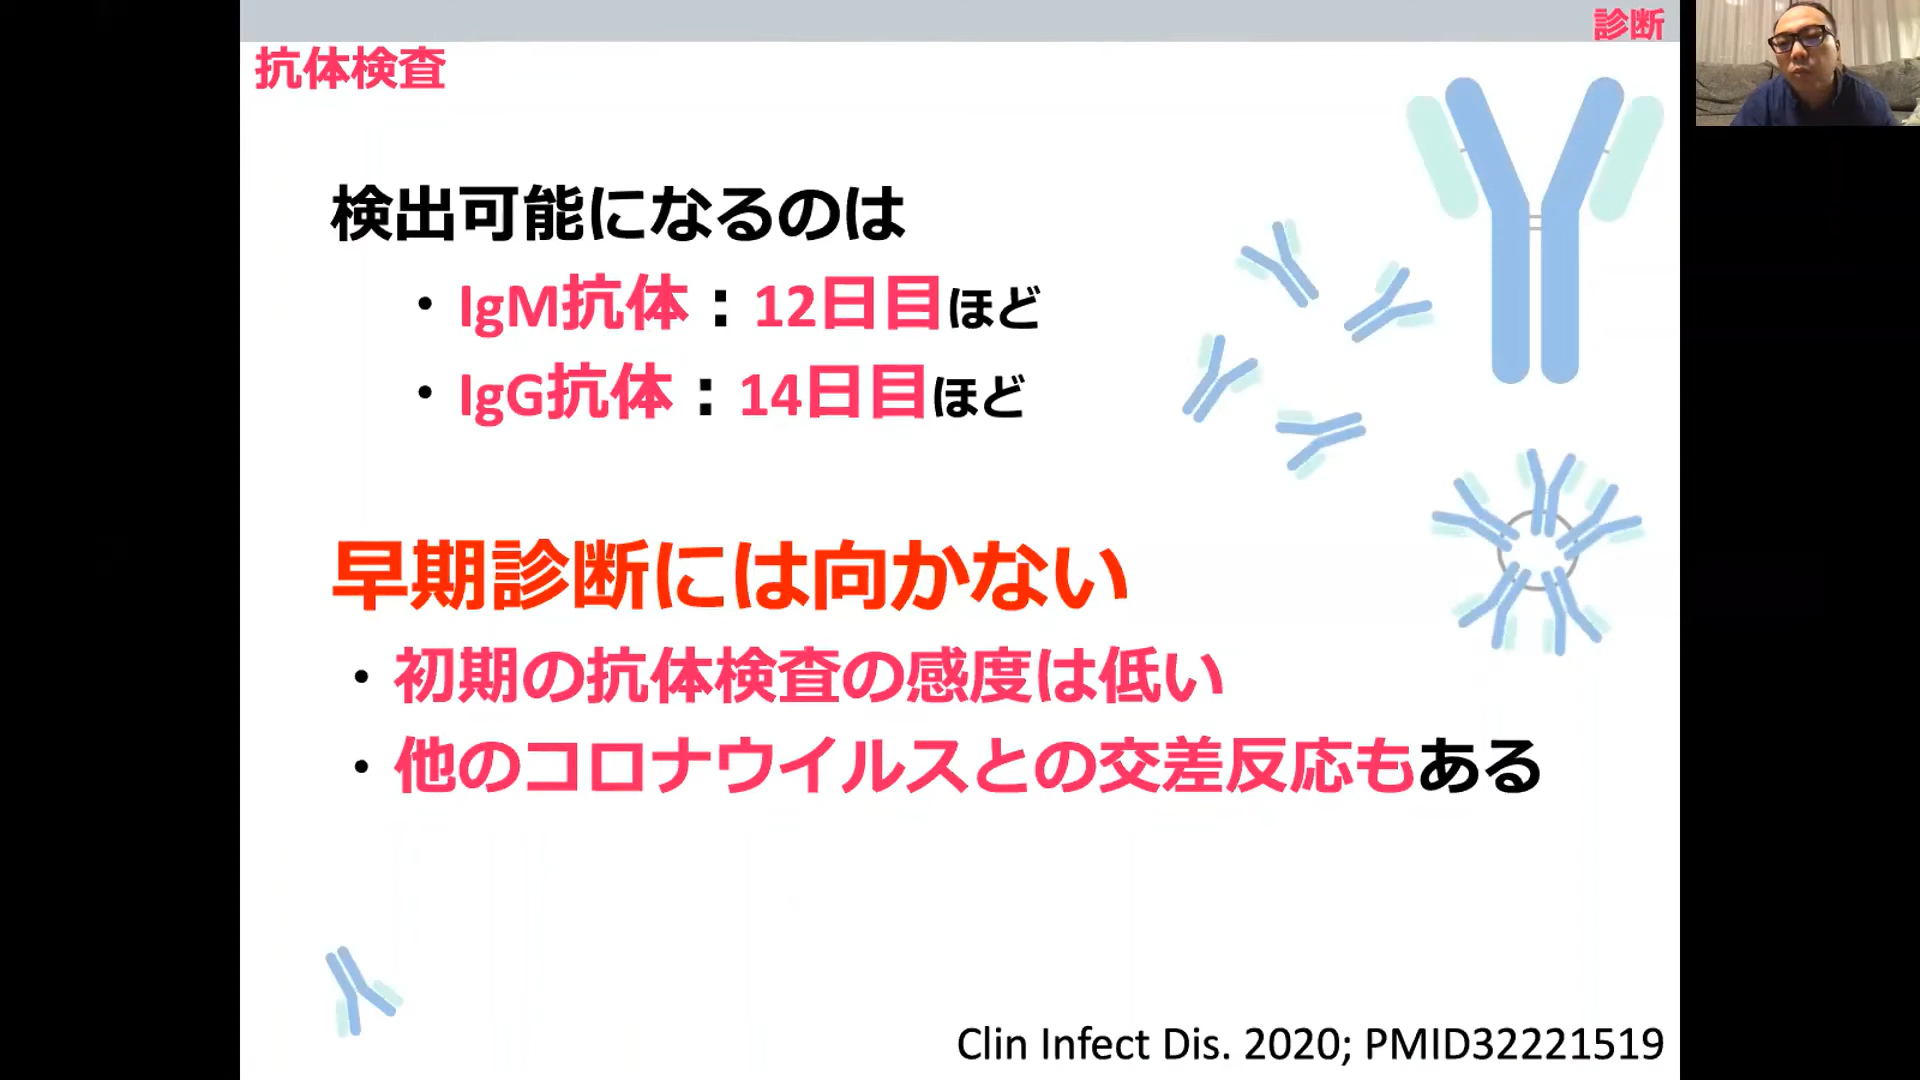 診断
抗体検査
検出可能になるのは
・IgM抗体：12日目ほど
・IgG抗体：14日目ほど
早期診断には向かない
・初期の抗体検査の感度は低い
・他のコロナウイルスとの交差反応もある
Clin Infect Dis. 2020; PMID32221519